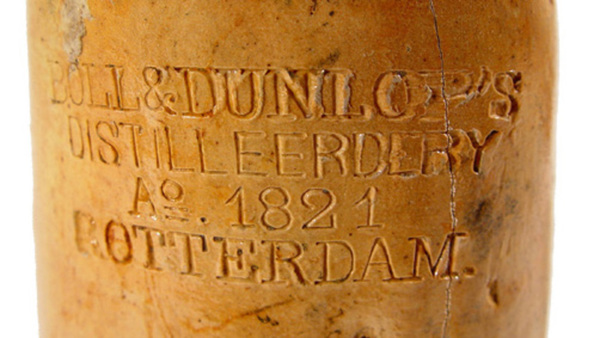 BOLL & DUNLOP'S
DISTILLEERDERY
Aº. 1821
ROTTERDAM.